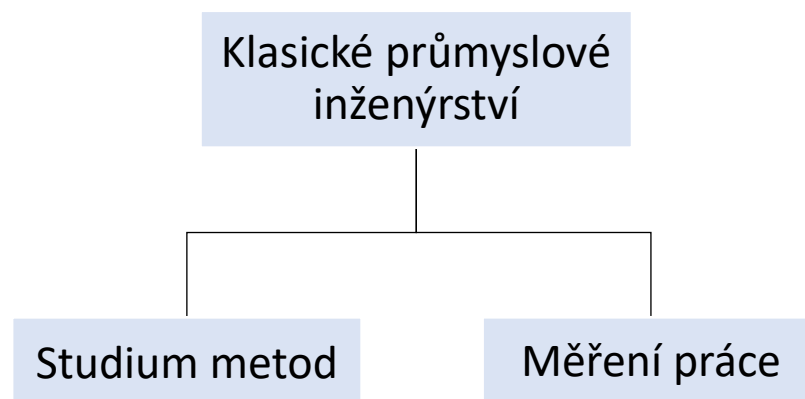 Klasické průmyslové
inženýrství
Studium metod
Měření práce